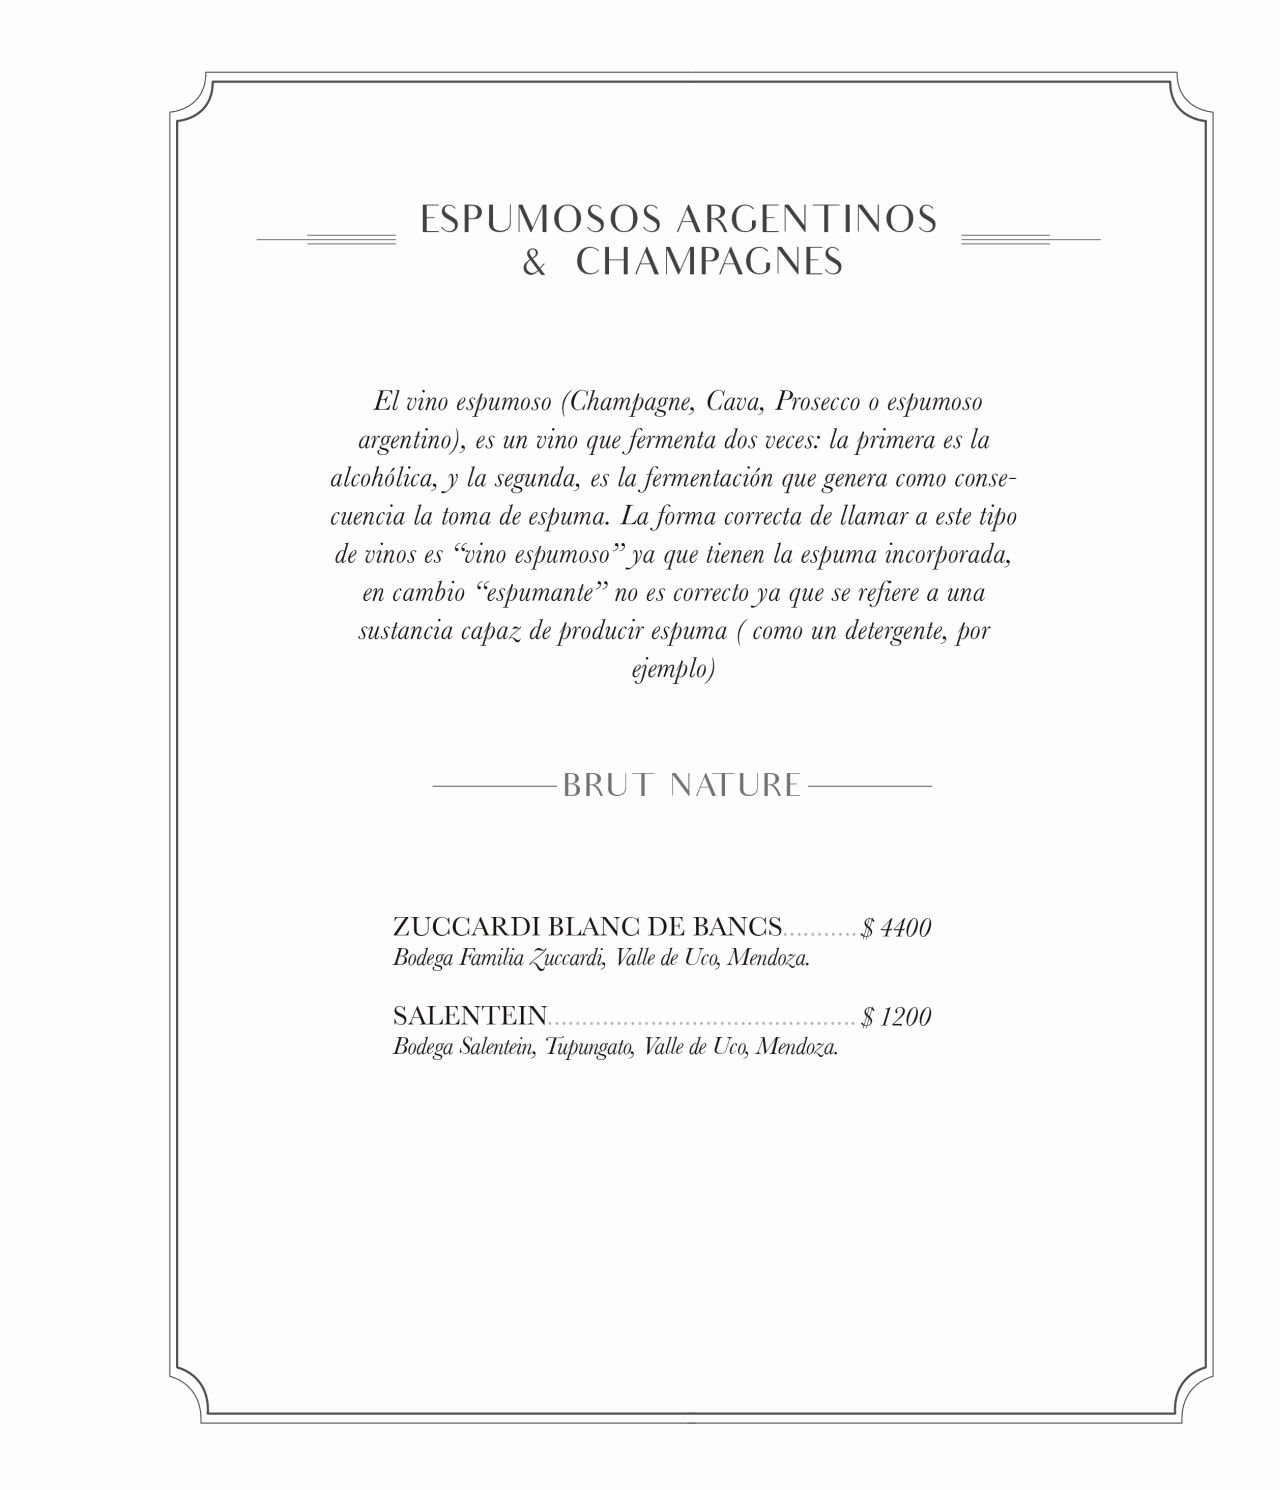 ESPUMOSOS ARGENTINOS
& CHAMPAGNES
El vino espumoso (Champagne, Cava, Prosecco o espumoso
argentino), es un vino que fermenta dos veces: la primera es la
alcohólica, y la segunda, es la fermentación que genera como conse-
cuencia la toma de espuma. La forma correcta de llamar a este tipo
de vinos es “vino espumoso” ya que tienen la espuma incorporada,
en cambio “espumante” no es correcto ya que se refiere a una
sustancia capaz de producir espuma ( como un detergente, por
ejemplo)
BRUT NATURE
ZUCCARDI BLANC DE BANCS...........$ 4400
Bodega Familia Zuccardi, Valle de Uco, Mendoza.
SALENTEIN.............................................$ 1200
Bodega Salentein, Tupungato, Valle de Uco, Mendoza.